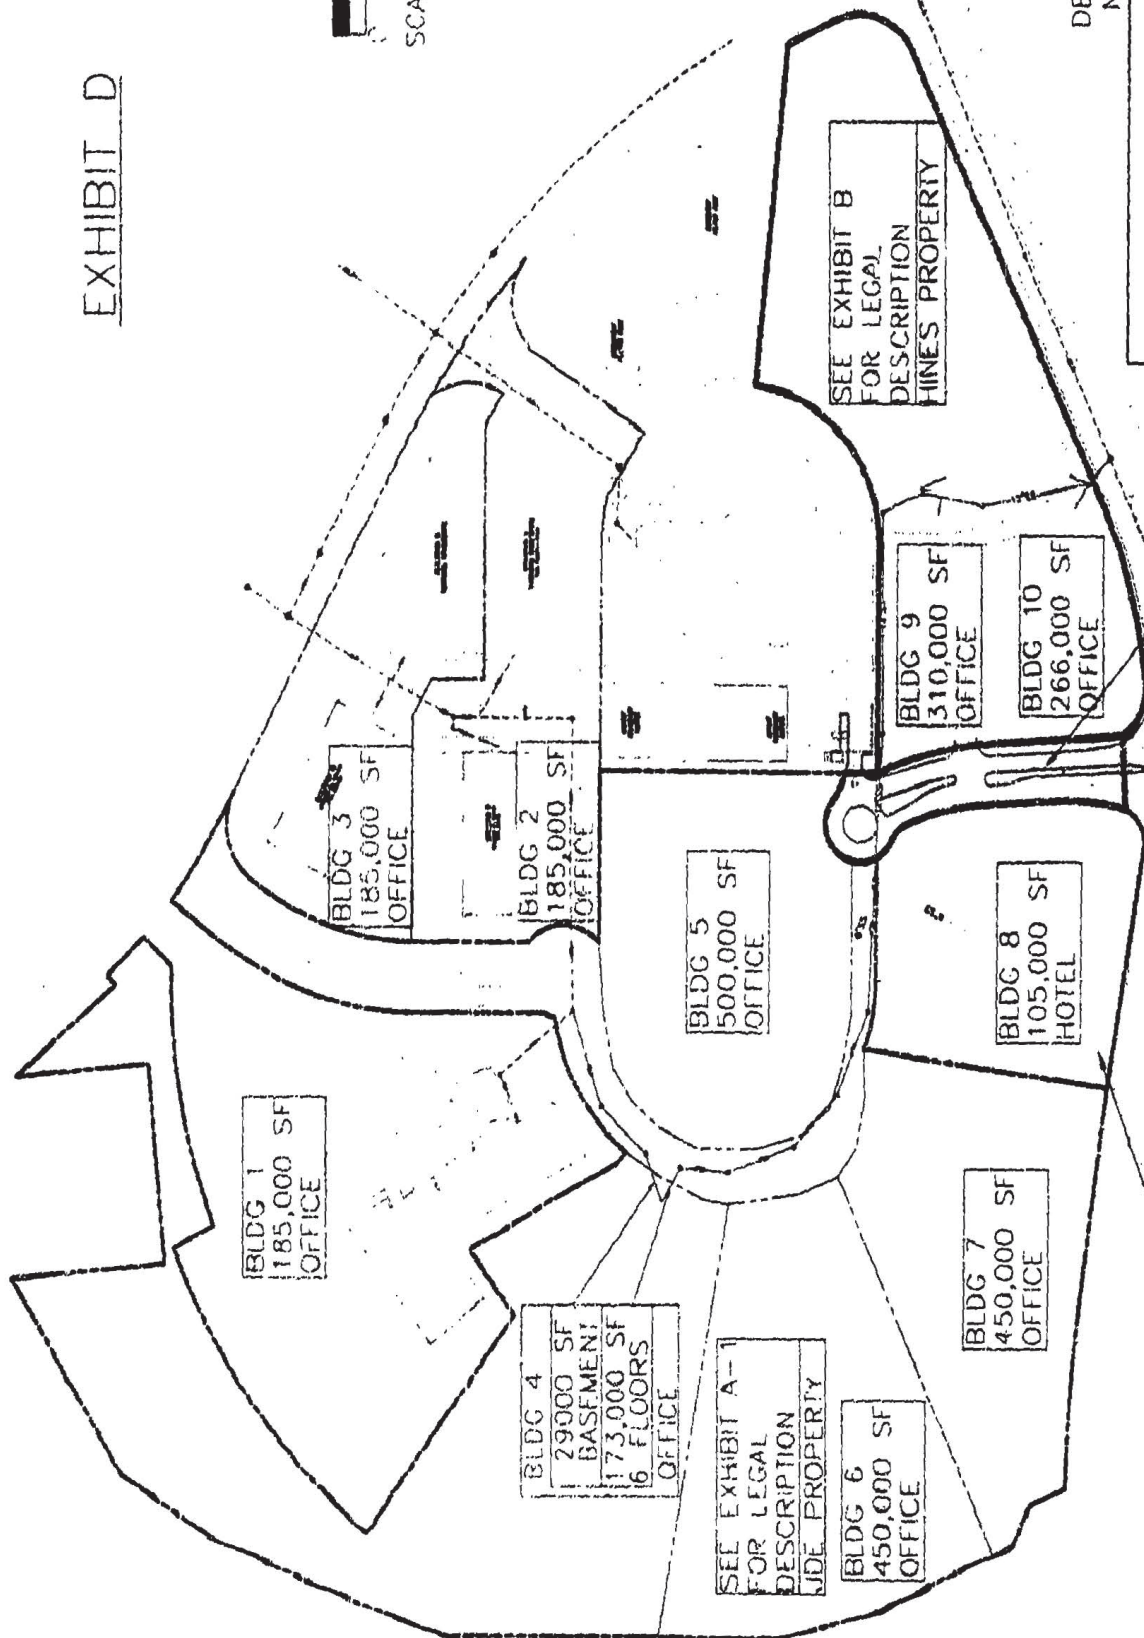 EXHIBIT D
SCA
DE
N
BLDG 1
185,000 SF
OFFICE
BLDG 3
185,000 SF
OFFICE
BLDG 2
185,000 SF
OFFICE
BLDG 4
29000 SF
BASEMENT
173,000 SF
6 FLOORS
OFFICE
BLDG 5
500,000 SF
OFFICE
SEE EXHIBIT B
FOR LEGAL
DESCRIPTION
HINES PROPERTY
BLDG 9
310,000 SF
OFFICE
BLDG 10
266,000 SF
OFFICE
SEE EXHIBIT A-1
FOR LEGAL
DESCRIPTION
JDE PROPERTY
BLDG 6
450,000 SF
OFFICE
BLDG 7
450,000 SF
OFFICE
BLDG 8
105,000 SF
HOTEL